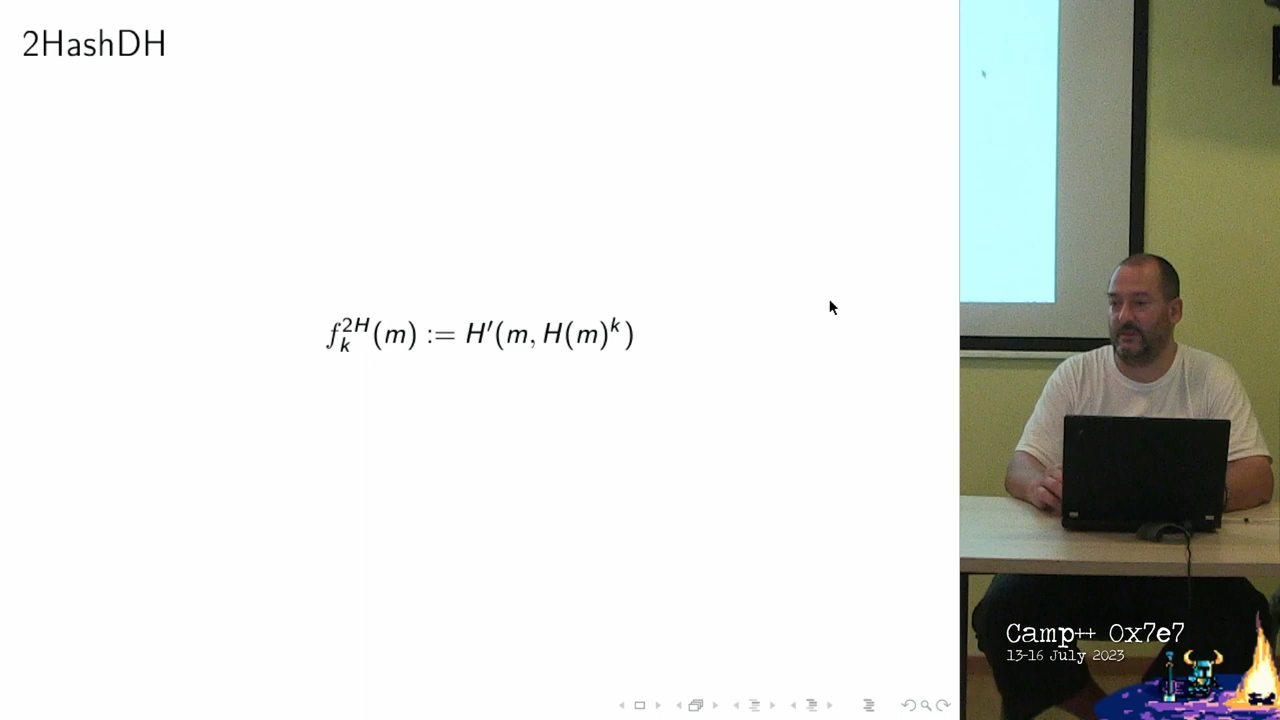 2HashDH
f_k^{2H}(m) := H′(m, H(m)^k)
Camp++ 0x7e7
13-16 July 2023